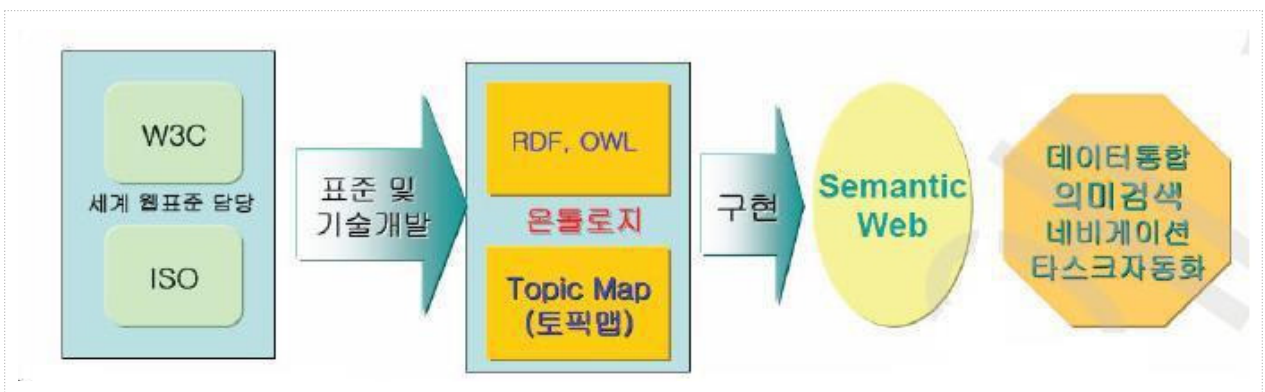 W3C
세계 웹표준 담당
ISO
표준 및
기술개발
RDF, OWL
온톨로지
Topic Map
(토픽맵)
구현
Semantic
Web
데이터통합
의미검색
네비게이션
타스크자동화